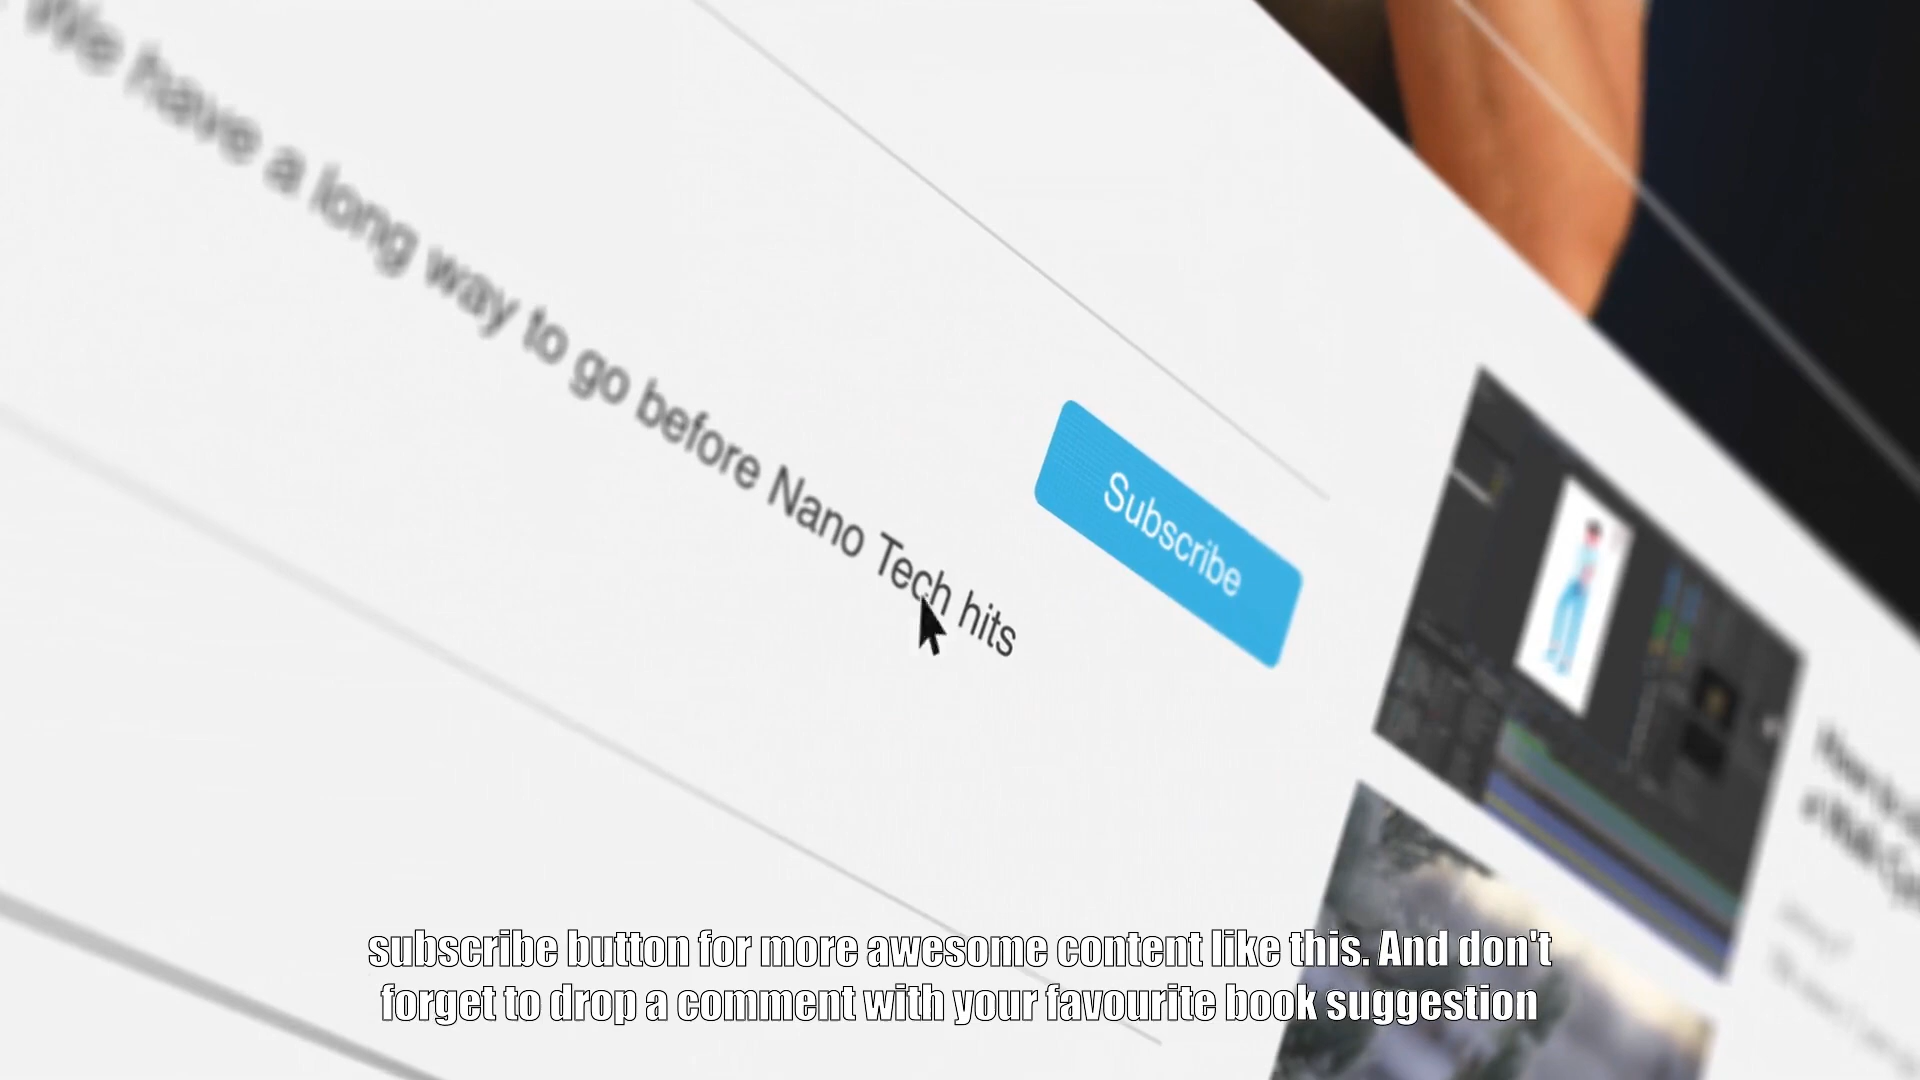 We have a long way to go before Nano Tech hits
Subscribe
subscribe button for more awesome content like this. And don't
forget to drop a comment with your favourite book suggestion